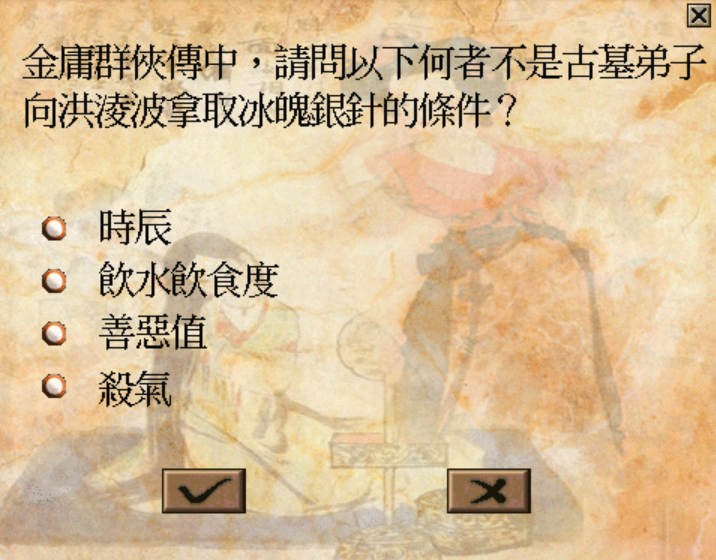 金庸群俠傳中，請問以下何者不是古墓弟子
向洪淩波拿取冰魄銀針的條件？
時辰
飲水飲食度
善惡值
殺氣